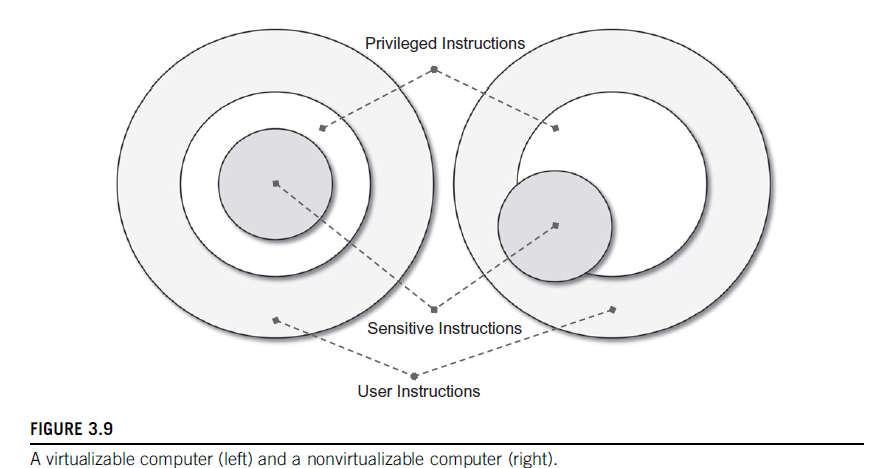 Privileged Instructions
Sensitive Instructions
User Instructions
FIGURE 3.9
A virtualizable computer (left) and a nonvirtualizable computer (right).